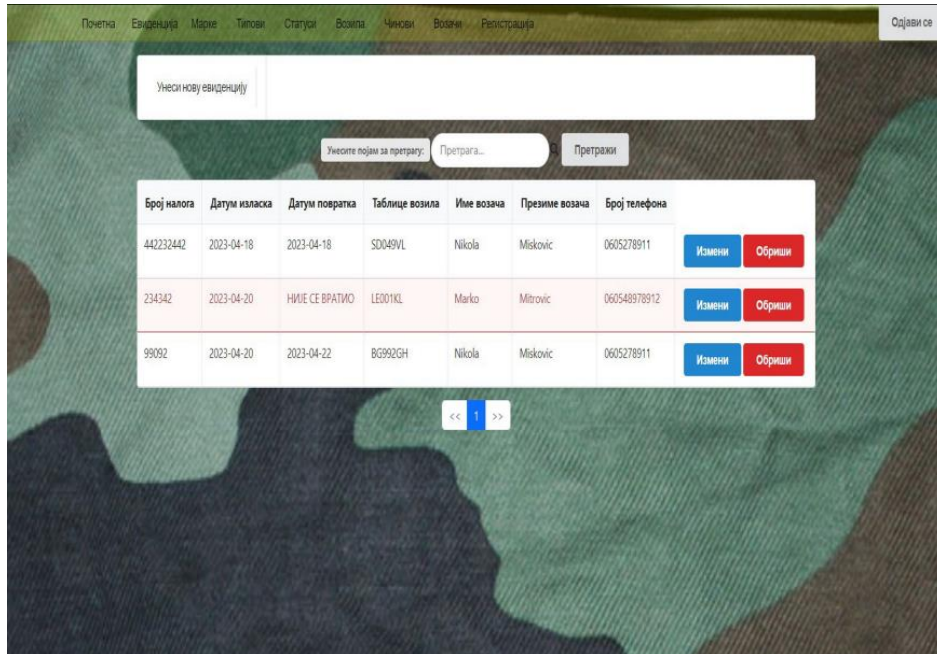 Почетна Евиденција Марке Типови Статуси Возила Чинови Возачи Регистрација Одјави се
Унеси нову евиденцију
Унесите појам за претрагу: Претрага... Претражи
Број налога Датум изласка Датум повратка Таблице возила Име возача Презиме возача Број телефона
442232442 2023-04-18 2023-04-18 SD049VL Nikola Miskovic 0605278911 Измени Обриши
234342 2023-04-20 НИЈЕ СЕ ВРАТИО LE001KL Marko Mitrovic 060548978912 Измени Обриши
99092 2023-04-20 2023-04-22 BG992GH Nikola Miskovic 0605278911 Измени Обриши
<< 1 >>